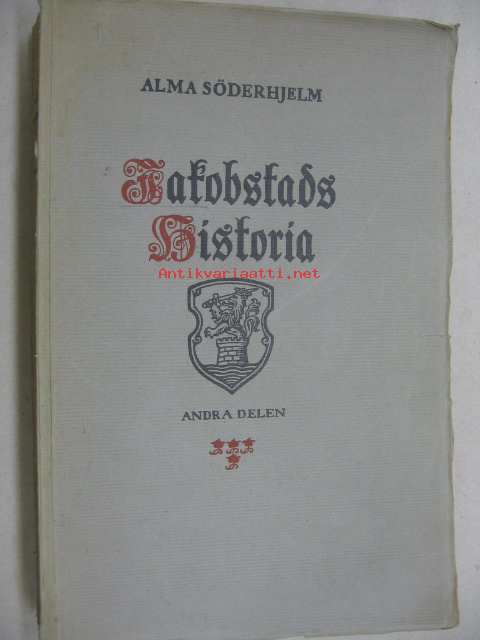 ALMA SÖDERHJELM
Jakobstads
Historia
Antikvariaatti.net
ANDRA DELEN